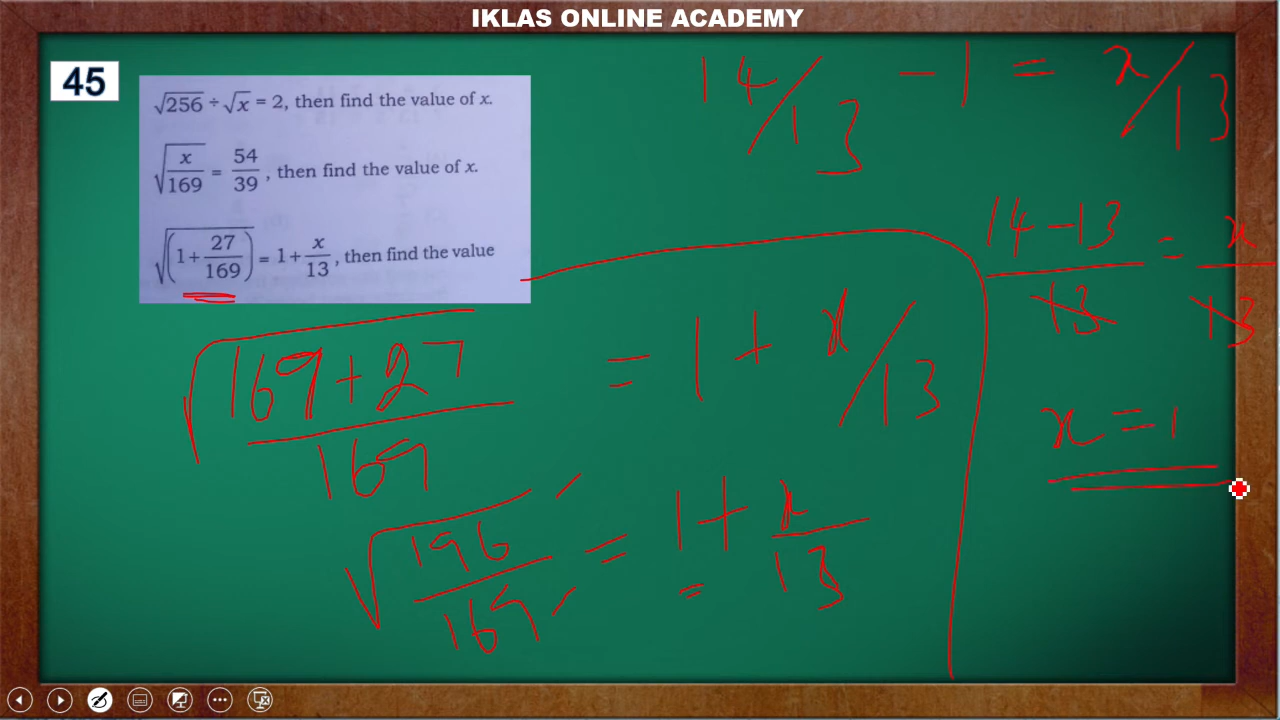 IKLAS ONLINE ACADEMY
45
√256 ÷ √x = 2, then find the value of x.
√(x/169) = 54/39, then find the value of x.
√(1+27/169) = 1+x/13, then find the value
√(169+27/169) = 1+x/13
√(196/169) = 1+x/13
=
14/13 - 1 = x/13
14-13/13 = x/13
x=1